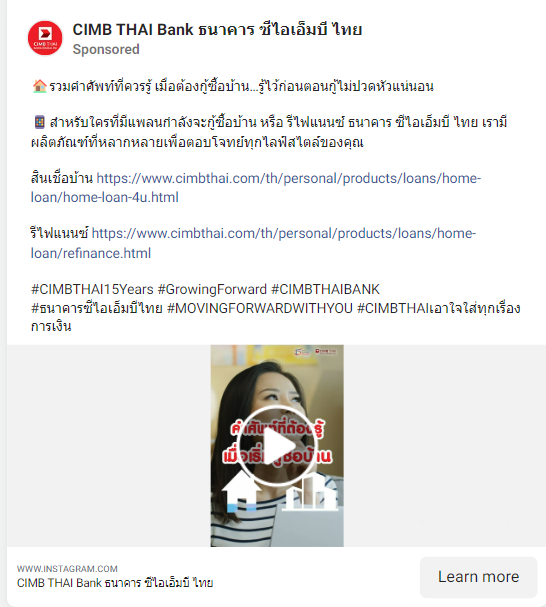 CIMB THAI Bank ธนาคาร ซีไอเอ็มบี ไทย
Sponsored
🏠รวมคำศัพท์ที่ควรรู้ เมื่อต้องกู้ซื้อบ้าน...รู้ไว้ก่อนตอนกู้ไม่ปวดหัวแน่นอน
📱สำหรับใครที่มีแพลนกำลังจะกู้ซื้อบ้าน หรือ รีไฟแนนซ์ ธนาคาร ซีไอเอ็มบี ไทย เรามี
ผลิตภัณฑ์ที่หลากหลายเพื่อตอบโจทย์ทุกไลฟ์สไตล์ของคุณ
สินเชื่อบ้าน https://www.cimbthai.com/th/personal/products/loans/home-
loan/home-loan-4u.html
รีไฟแนนซ์ https://www.cimbthai.com/th/personal/products/loans/home-
loan/refinance.html
#CIMBTHAI15Years #GrowingForward #CIMBTHAIBANK
#ธนาคารซีไอเอ็มบีไทย #MOVINGFORWARDWITHYOU #CIMBTHAIเอาใจใส่ทุกเรื่อง
การเงิน
คำศัพท์ที่ต้องรู้
เมื่อเริ่มกู้ซื้อบ้าน
WWW.INSTAGRAM.COM
CIMB THAI Bank ธนาคาร ซีไอเอ็มบี ไทย
Learn more